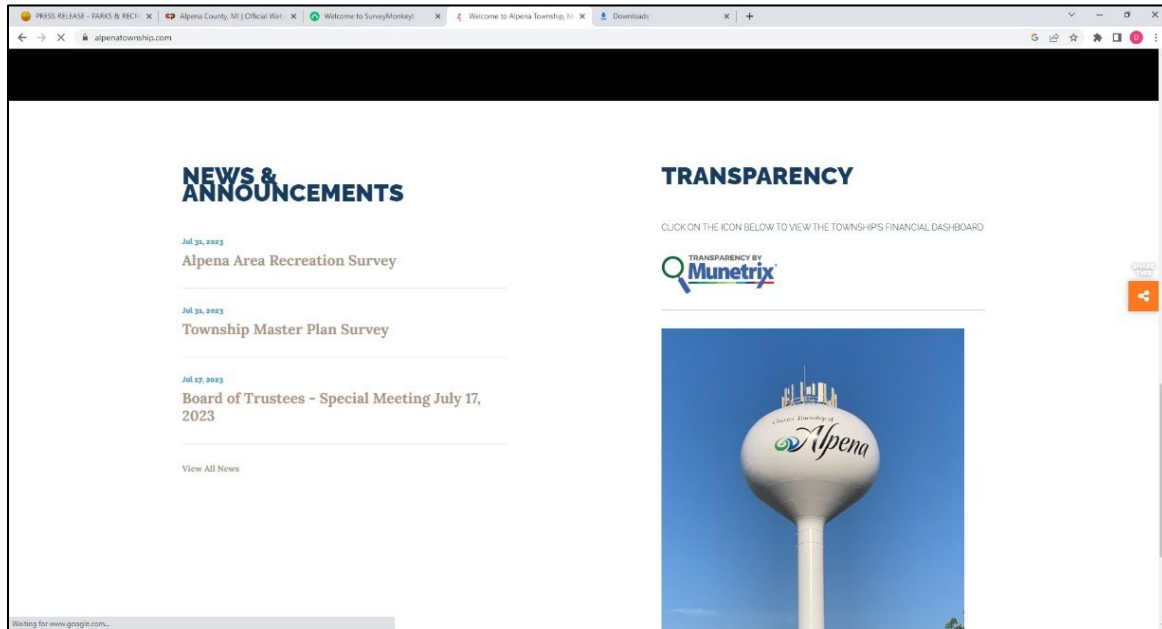 PRESS RELEASE - PARKS & RECR
Alpena County, MI | Official Web
Welcome to SurveyMonkey!
Welcome to Alpena Township, M
Downloads
alpenatownship.com
NEWS &
ANNOUNCEMENTS
Jul 31, 2023
Alpena Area Recreation Survey
Jul 31, 2023
Township Master Plan Survey
Jul 17, 2023
Board of Trustees - Special Meeting July 17,
2023
View All News
TRANSPARENCY
CLICK ON THE ICON BELOW TO VIEW THE TOWNSHIP'S FINANCIAL DASHBOARD
TRANSPARENCY BY
Munetrix
Charter Township of
Alpena
SHARE
THIS
Waiting for www.google.com...